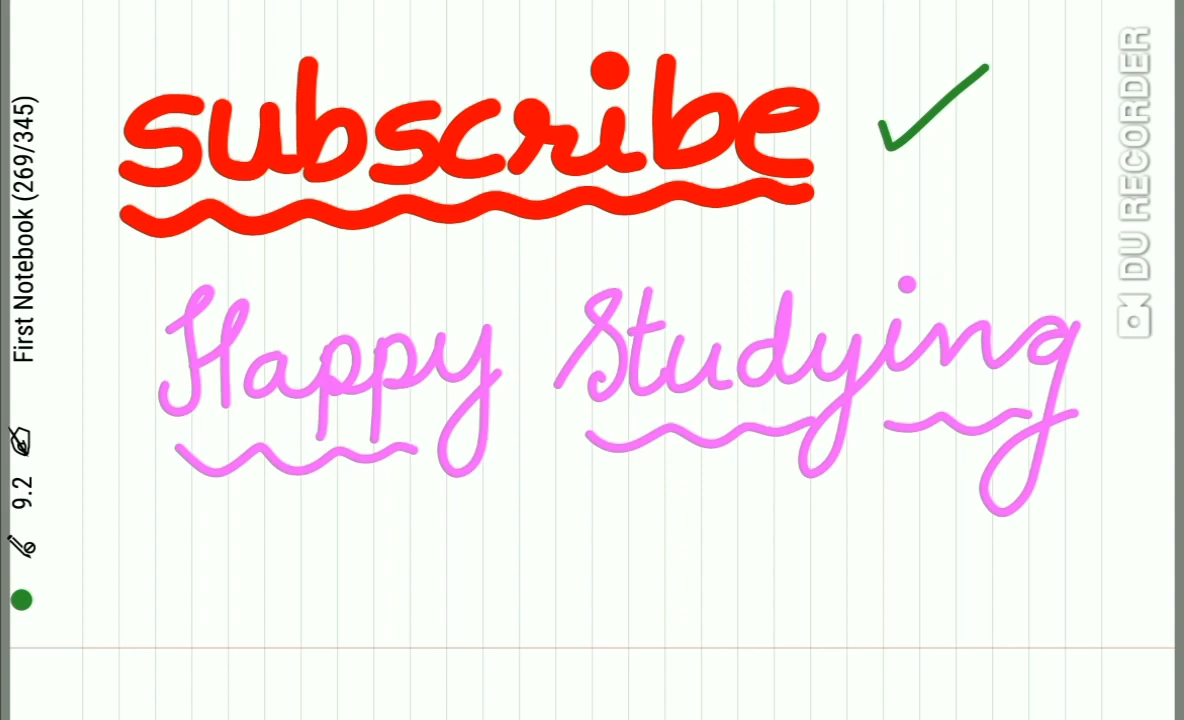 subscribe
Happy Studying
First Notebook (269/345)
9.2
DU RECORDER